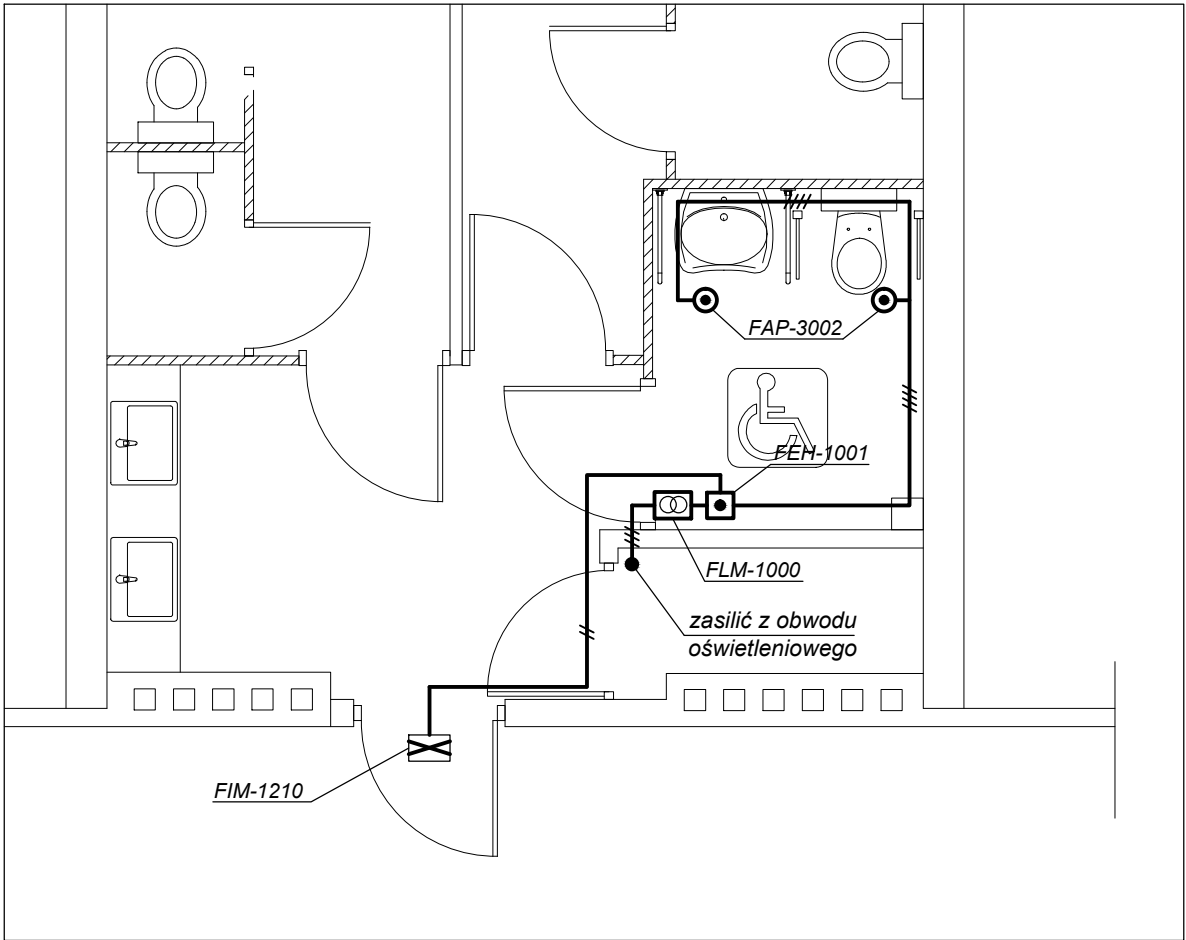 FAP-3002
FEH-1001
FLM-1000
zasilić z obwodu
oświetleniowego
FIM-1210